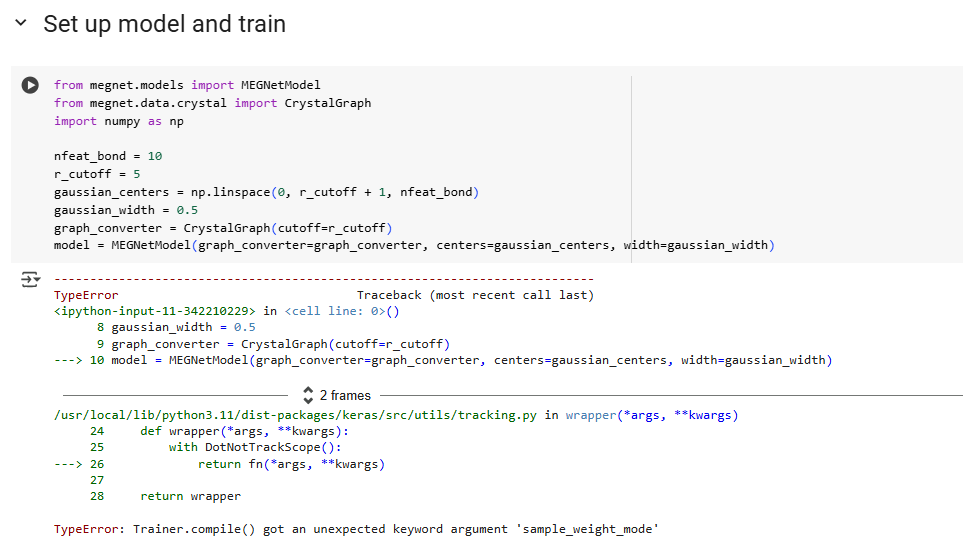 Set up model and train
from megnet.models import MEGNetModel
from megnet.data.crystal import CrystalGraph
import numpy as np
nfeat_bond = 10
r_cutoff = 5
gaussian_centers = np.linspace(0, r_cutoff + 1, nfeat_bond)
gaussian_width = 0.5
graph_converter = CrystalGraph(cutoff=r_cutoff)
model = MEGNetModel(graph_converter=graph_converter, centers=gaussian_centers, width=gaussian_width)
---------------------------------------------------------------------------
TypeError                                 Traceback (most recent call last)
<ipython-input-11-342210229> in <cell line: 0>()
      8 gaussian_width = 0.5
      9 graph_converter = CrystalGraph(cutoff=r_cutoff)
---> 10 model = MEGNetModel(graph_converter=graph_converter, centers=gaussian_centers, width=gaussian_width)
2 frames
/usr/local/lib/python3.11/dist-packages/keras/src/utils/tracking.py in wrapper(*args, **kwargs)
     24     def wrapper(*args, **kwargs):
     25         with DotNotTrackScope():
---> 26             return fn(*args, **kwargs)
     27
     28     return wrapper
TypeError: Trainer.compile() got an unexpected keyword argument 'sample_weight_mode'